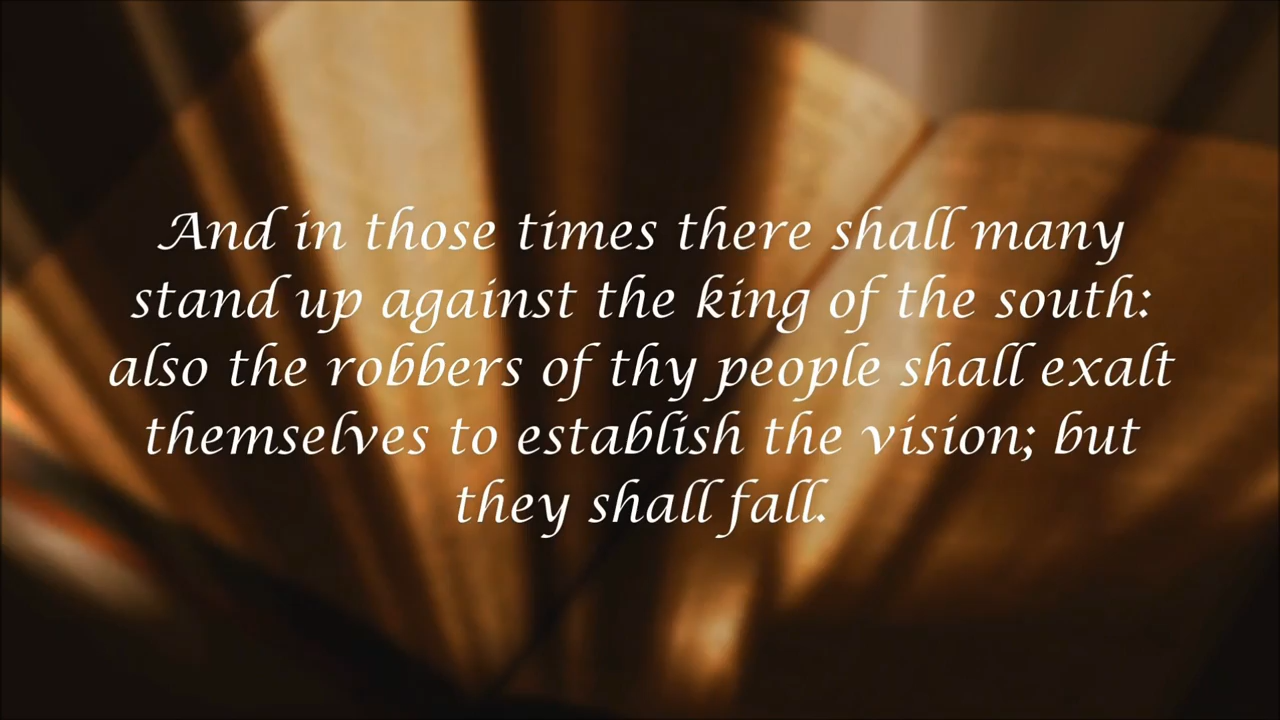 And in those times there shall many
stand up against the king of the south:
also the robbers of thy people shall exalt
themselves to establish the vision; but
they shall fall.